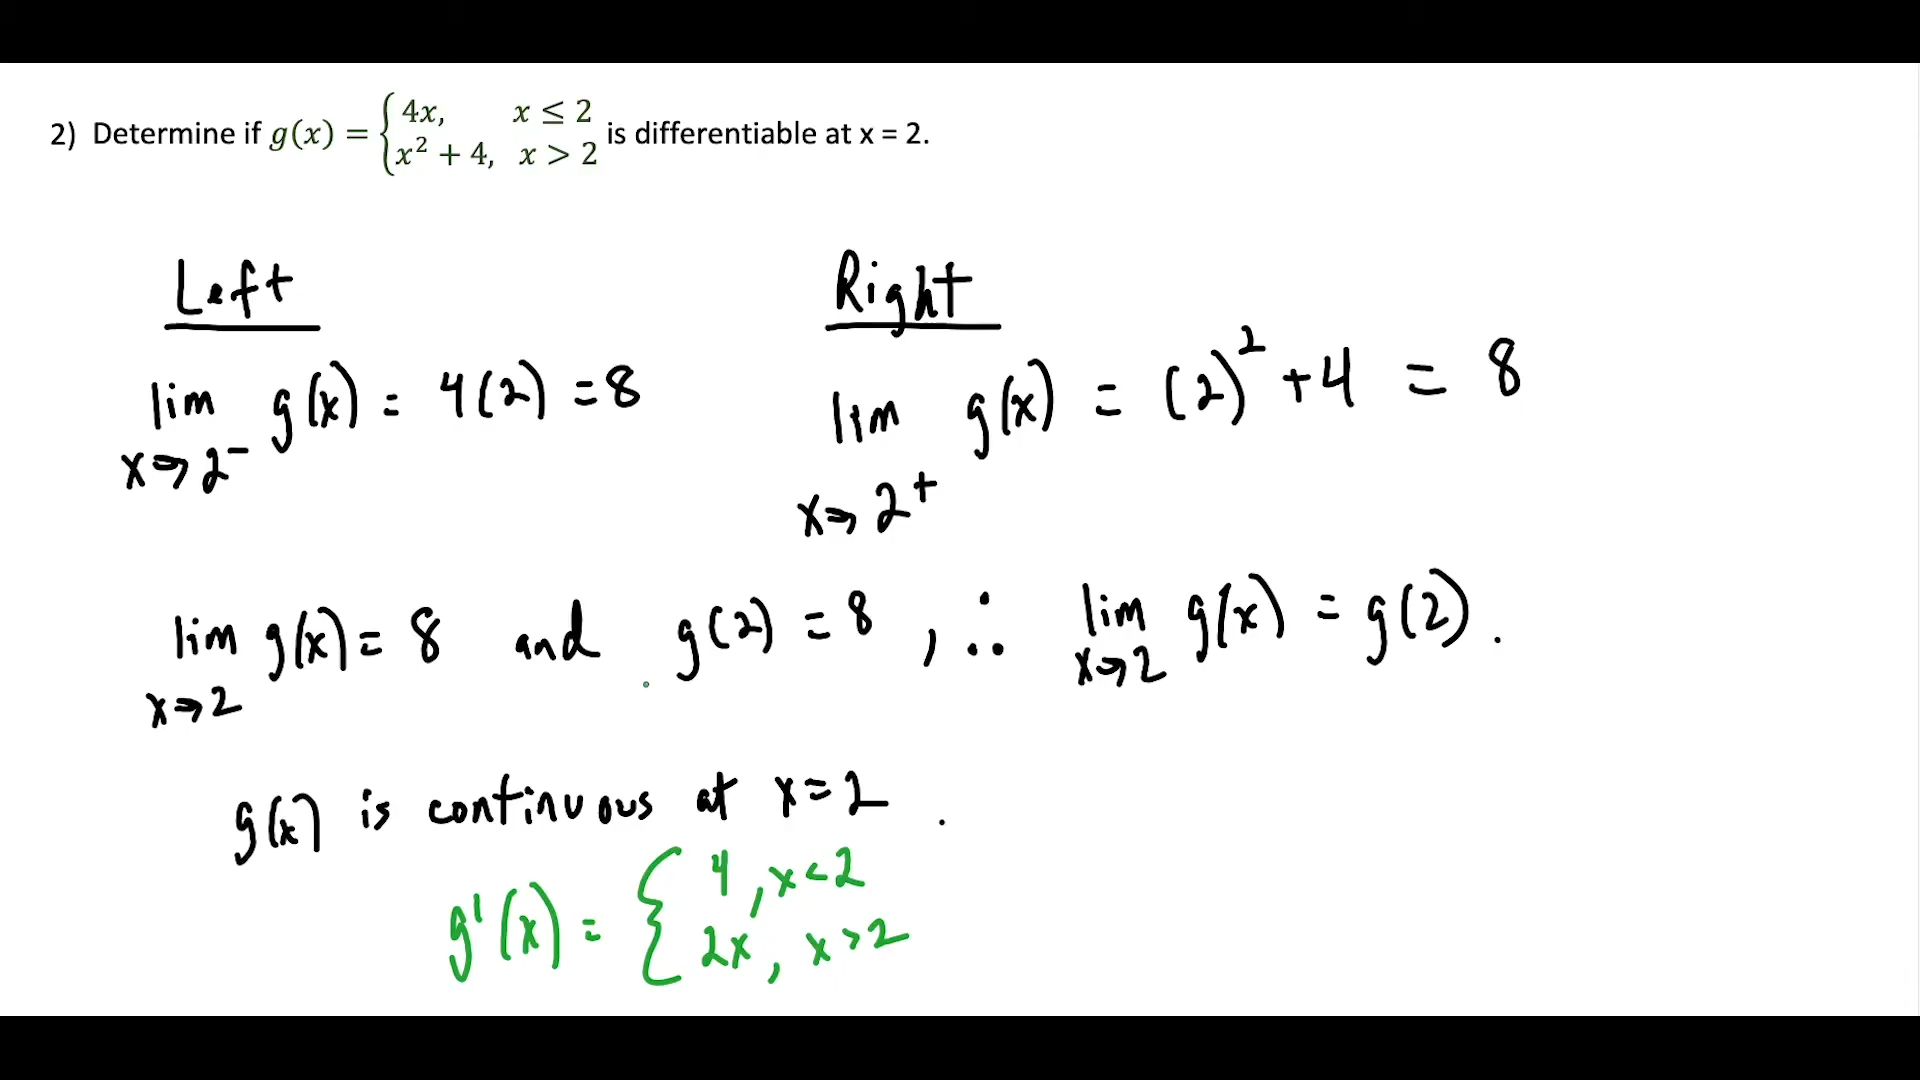 2) Determine if g(x) = { 4x, x ≤ 2
x² + 4, x > 2 is differentiable at x = 2.
Left
Right
lim g(x) = 4(2) = 8
x→2⁻
lim g(x) = (2)² + 4 = 8
x→2⁺
lim g(x) = 8 and g(2) = 8, ∴ lim g(x) = g(2).
x→2 x→2
g(x) is continuous at x = 2.
g'(x) = { 4, x < 2
2x, x > 2